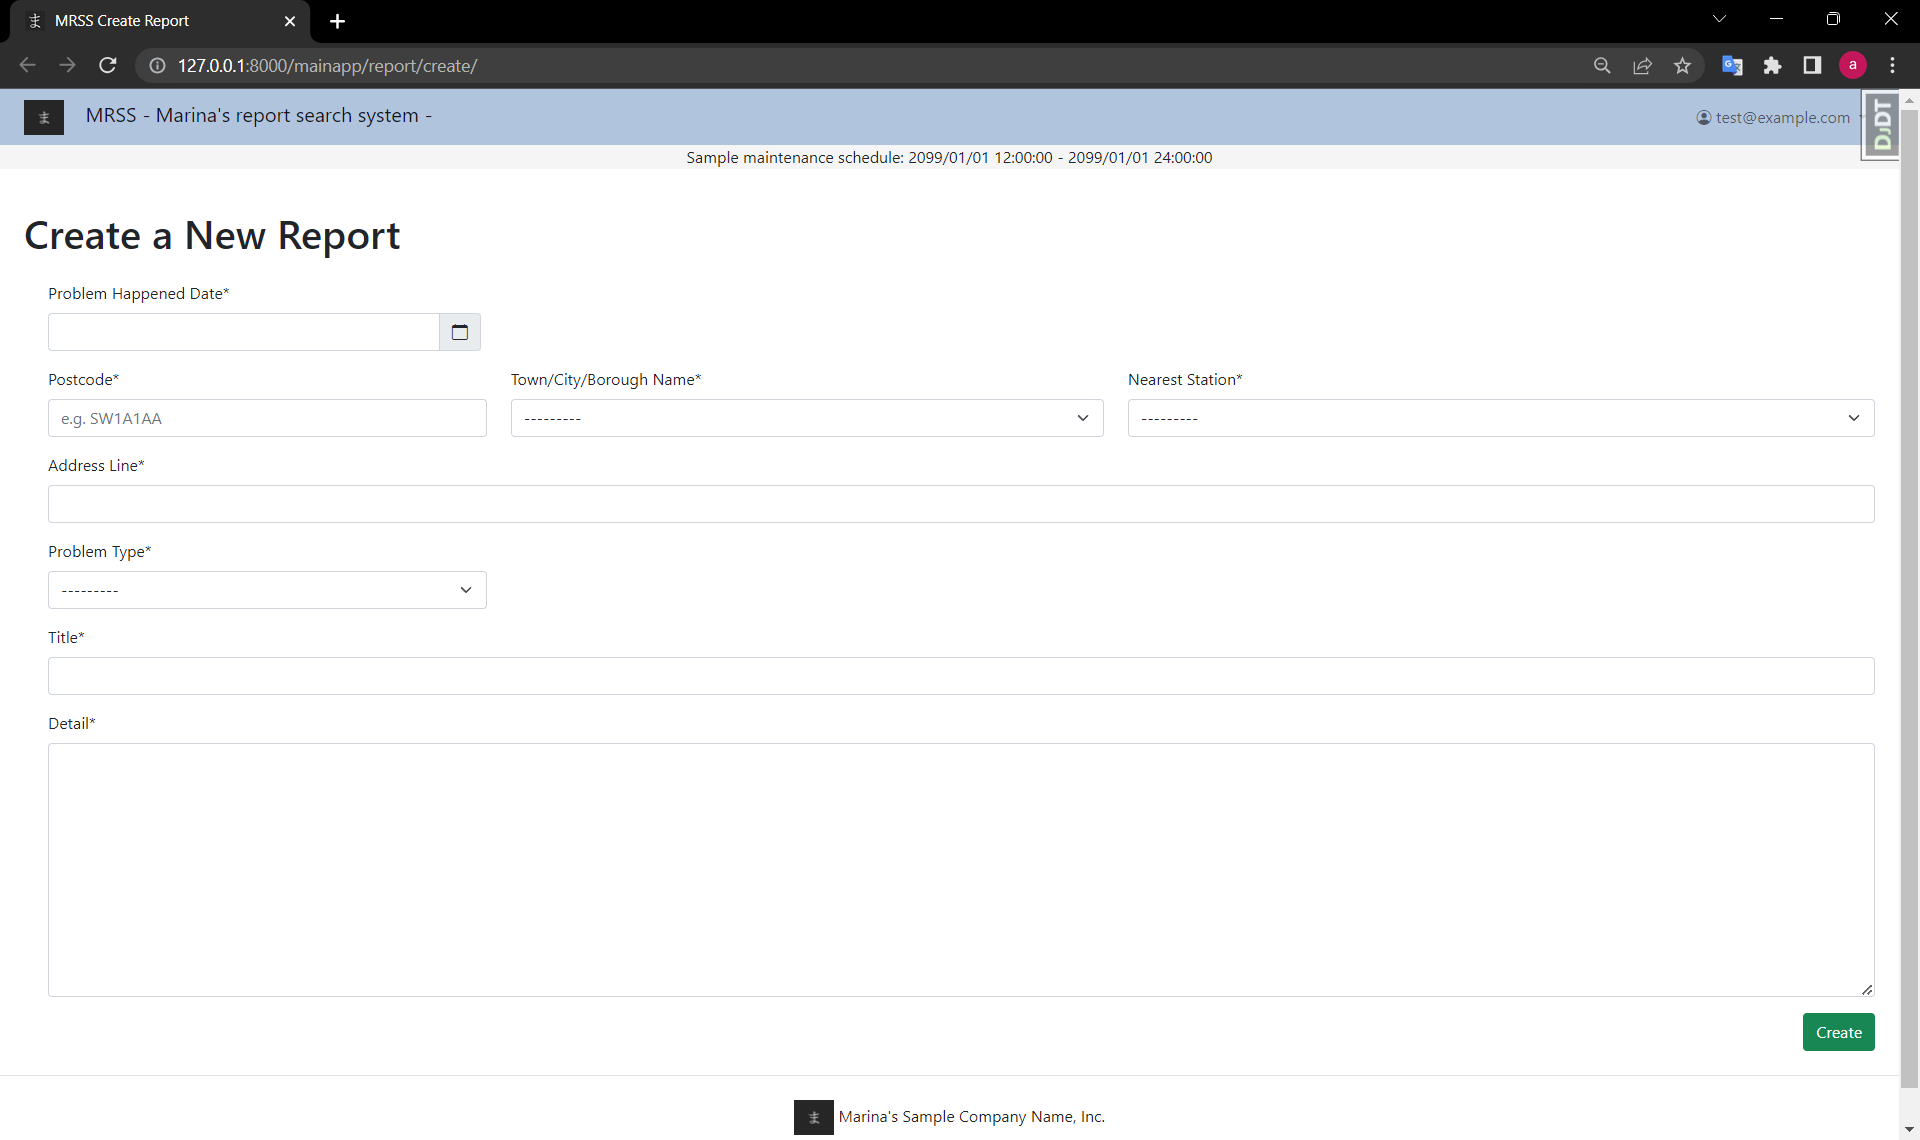 ま MRSS Create Report
127.0.0.1:8000/mainapp/report/create/
a
ま MRSS - Marina's report search system -
test@example.com
DJDT
Sample maintenance schedule: 2099/01/01 12:00:00 - 2099/01/01 24:00:00
Create a New Report
Problem Happened Date*
Postcode* Town/City/Borough Name* Nearest Station*
e.g. SW1A1AA --------- ---------
Address Line*
Problem Type*
---------
Title*
Detail*
Create
ま Marina's Sample Company Name, Inc.